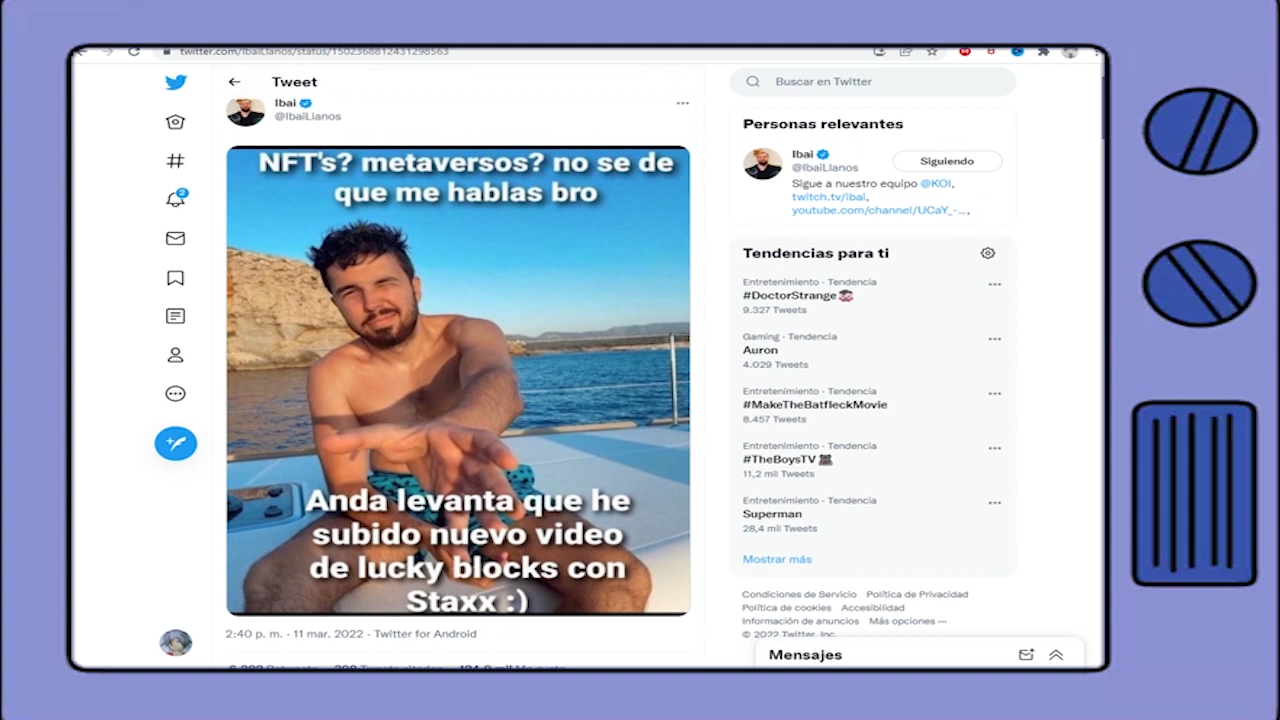 twitter.com/IbaiLlanos/status/1502368812431298563
Tweet
Ibai
@IbaiLlanos
NFT's? metaversos? no se de
que me hablas bro
Anda levanta que he
subido nuevo video
de lucky blocks con
Staxx :)
2:40 p. m. · 11 mar. 2022 · Twitter for Android
2
Buscar en Twitter
Personas relevantes
Ibai
@IbaiLlanos
Siguiendo
Sigue a nuestro equipo @KOI,
twitch.tv/ibai,
youtube.com/channel/UCaY_-...,
Tendencias para ti
Entretenimiento · Tendencia
#DoctorStrange
9.327 Tweets
Gaming · Tendencia
Auron
4.029 Tweets
Entretenimiento · Tendencia
#MakeTheBatfleckMovie
8.457 Tweets
Entretenimiento · Tendencia
#TheBoysTV
11,2 mil Tweets
Entretenimiento · Tendencia
Superman
28,4 mil Tweets
Mostrar más
Condiciones de Servicio Política de Privacidad
Política de cookies Accesibilidad
Información de anuncios Más opciones ···
© 2022 Twitter, Inc.
Mensajes